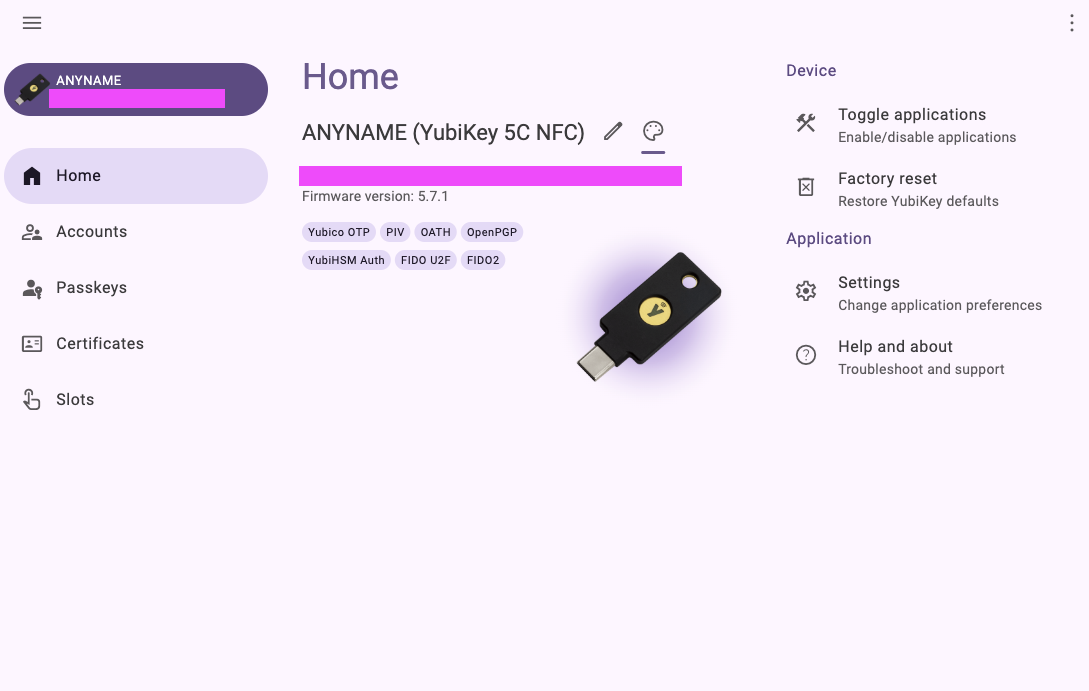 ANYNAME
Home
Accounts
Passkeys
Certificates
Slots
Home
ANYNAME (YubiKey 5C NFC)
Firmware version: 5.7.1
Yubico OTP PIV OATH OpenPGP
YubiHSM Auth FIDO U2F FIDO2
Device
Toggle applications
Enable/disable applications
Factory reset
Restore YubiKey defaults
Application
Settings
Change application preferences
Help and about
Troubleshoot and support